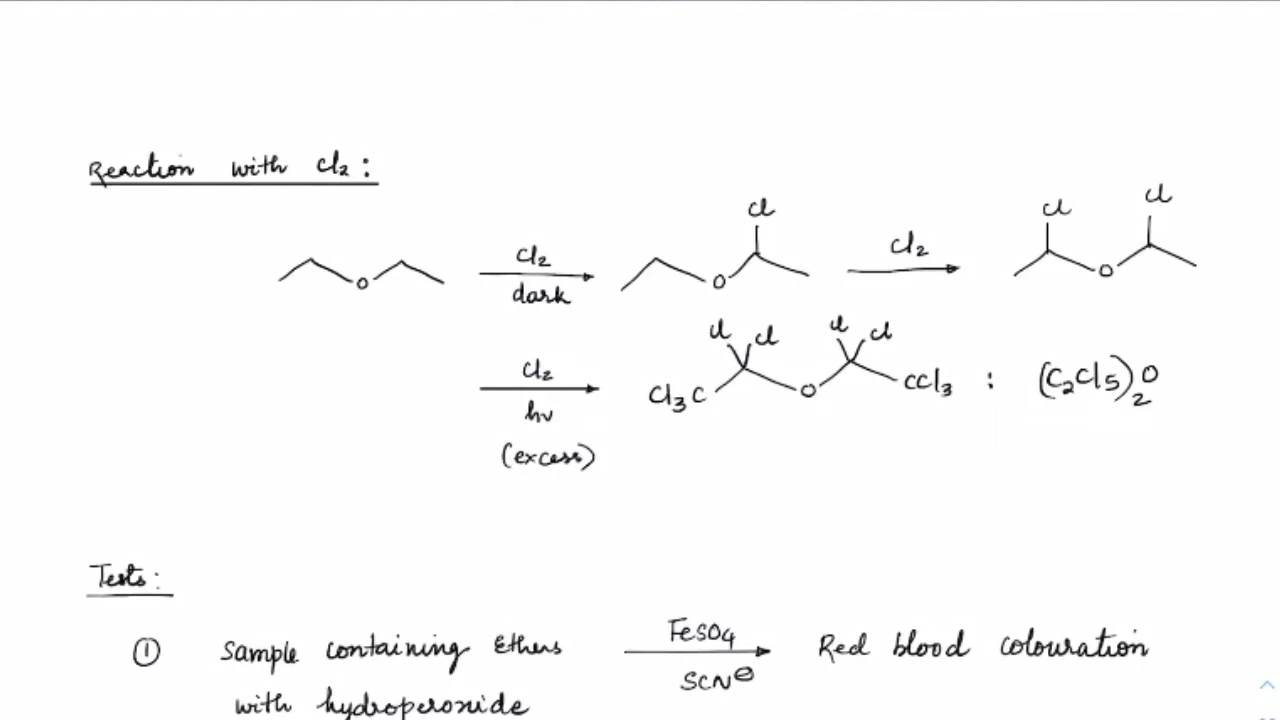 Reaction with Cl2 :
Cl
Cl
Cl
O
Cl2
dark
O
Cl2
O
Cl2
hν
(excess)
Cl Cl
Cl Cl
Cl3C
O
CCl3 : (C2Cl5)2O
Tests :
① Sample containing Ethers
with hydroperoxide
FeSO4
SCN⊖
Red blood colouration